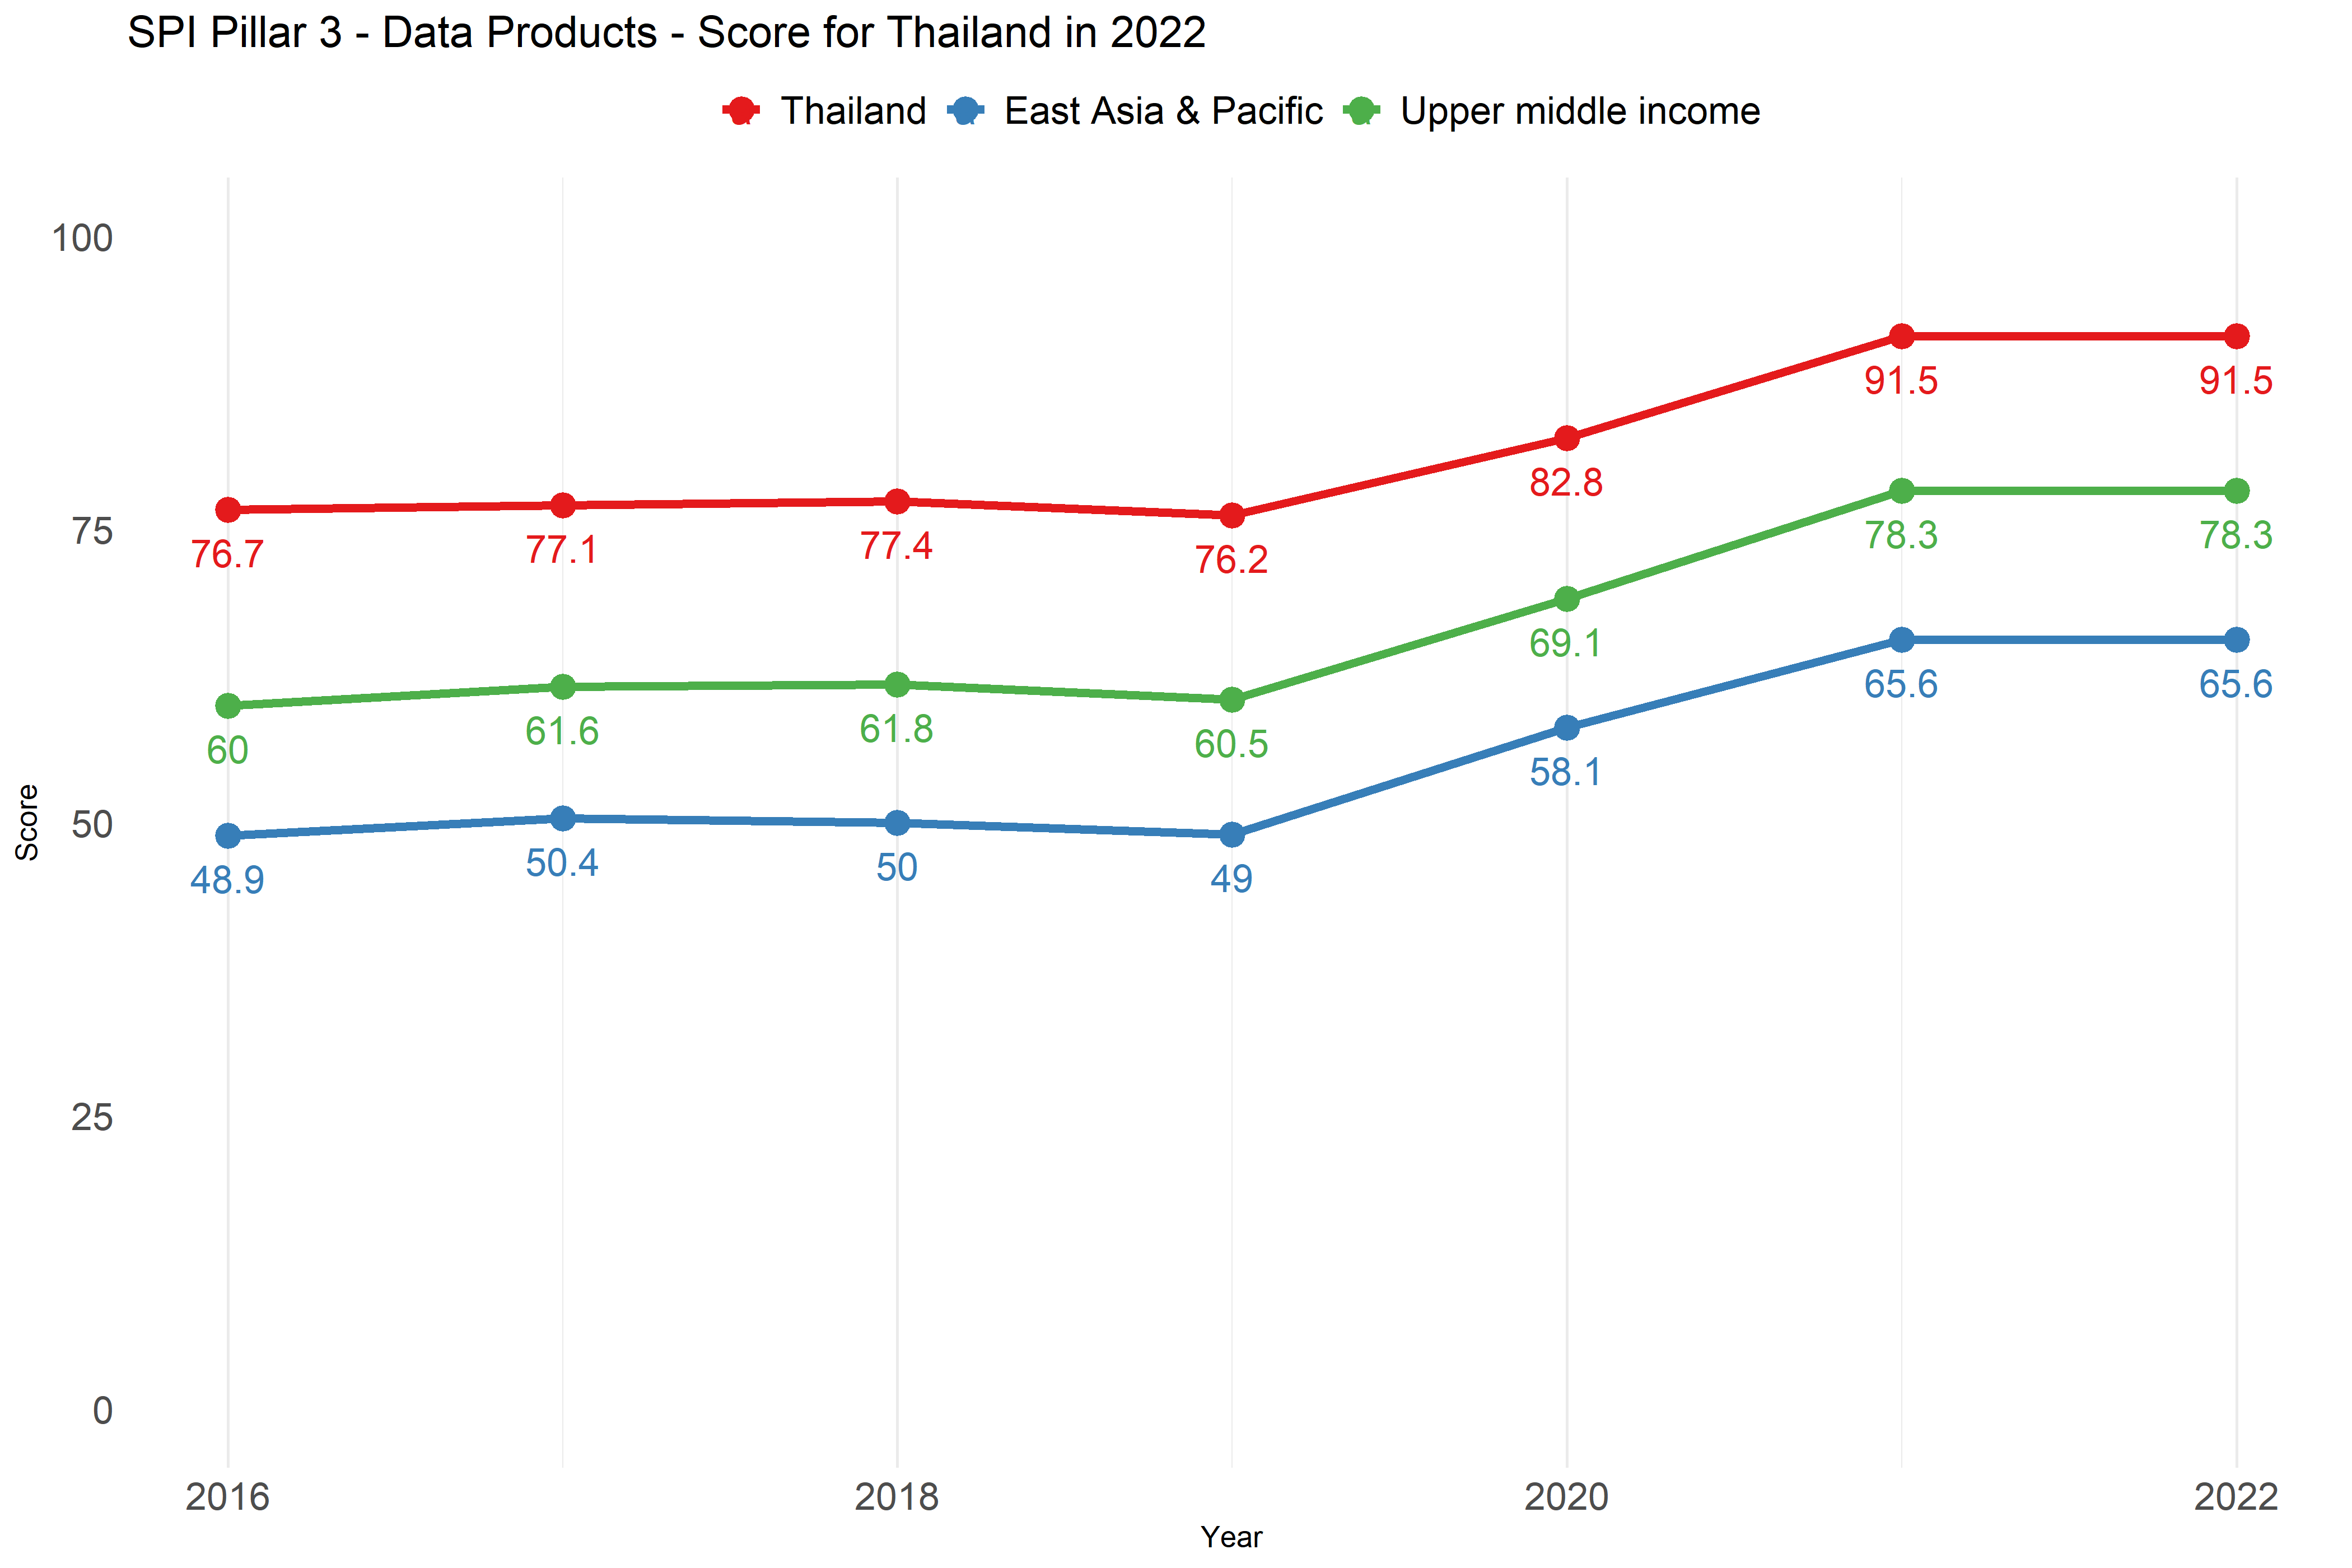 SPI Pillar 3 - Data Products - Score for Thailand in 2022
Thailand East Asia & Pacific Upper middle income
100
75
50
25
0
Score
76.7 77.1 77.4 76.2 82.8 91.5 91.5
60 61.6 61.8 60.5 69.1 78.3 78.3
48.9 50.4 50 49 58.1 65.6 65.6
2016 2018 2020 2022
Year